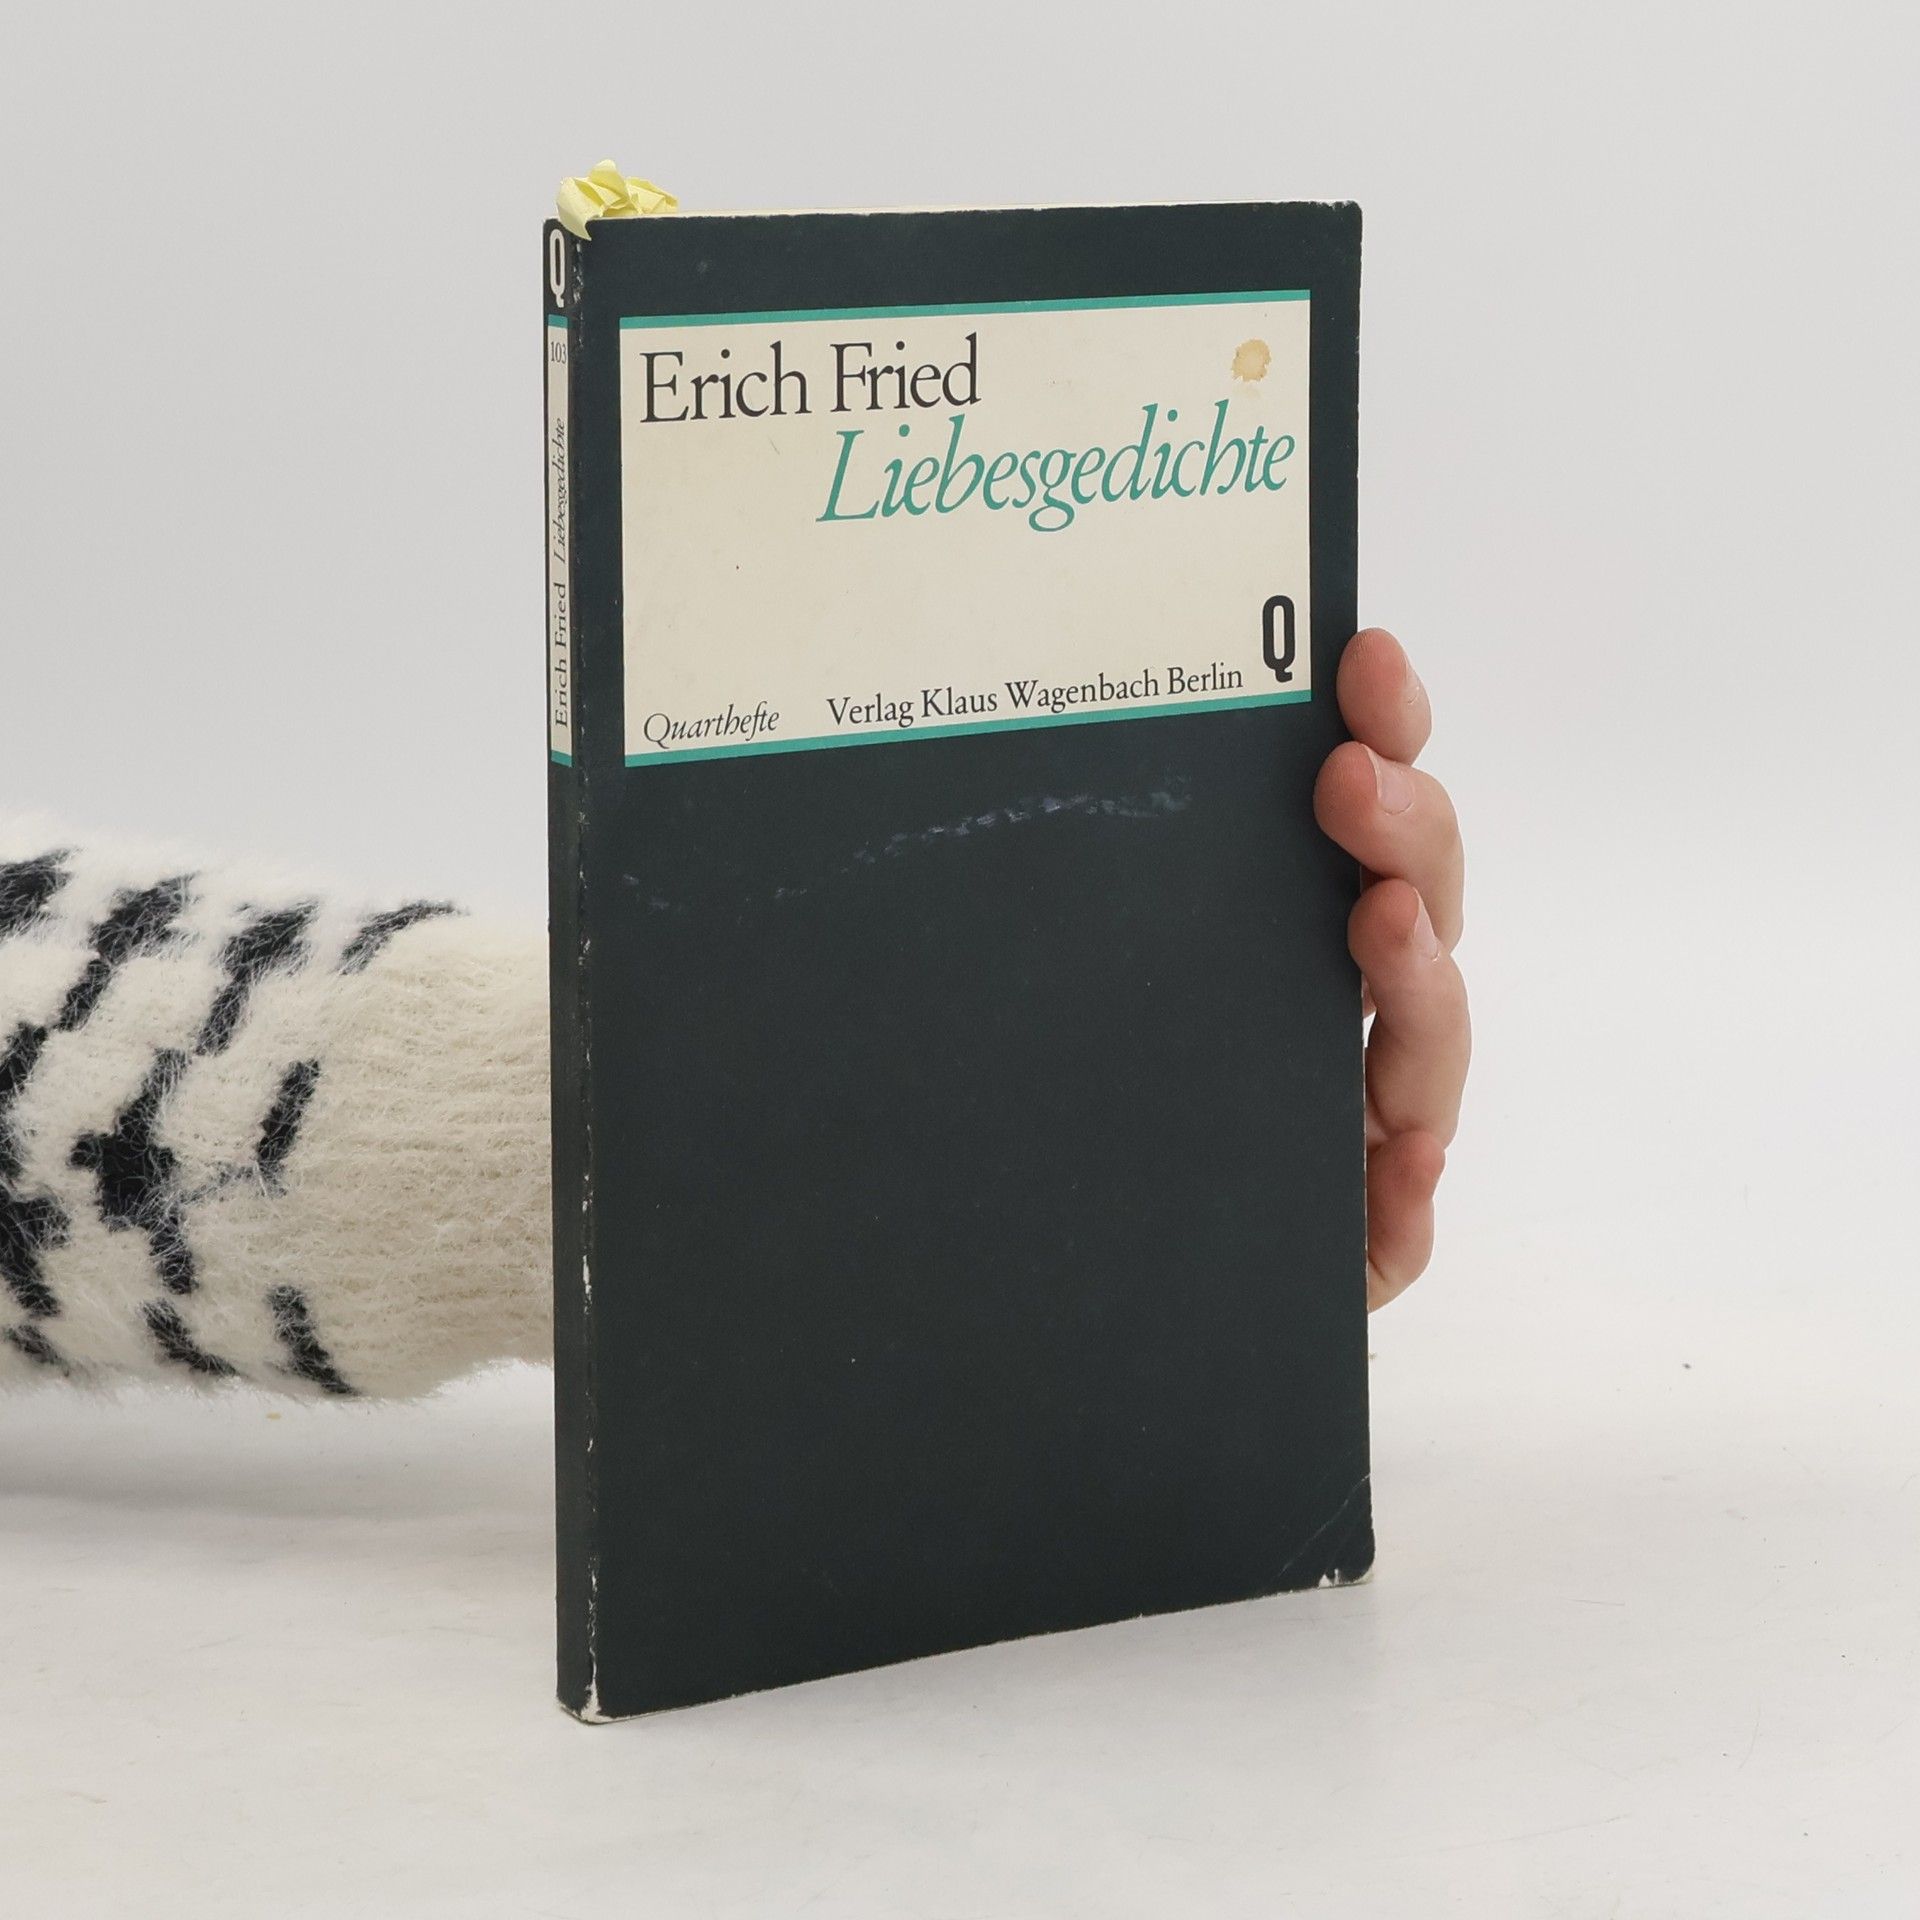 Erich Fried
Liebesgedichte
Q
Quarthefte Verlag Klaus Wagenbach Berlin
Q
103
Erich Fried Liebesgedichte